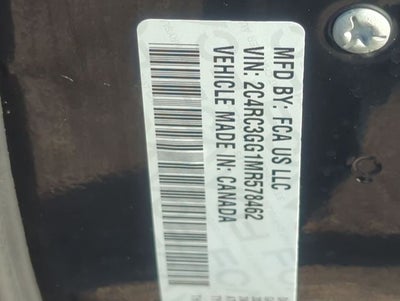 MFD BY: FCA US LLC
VIN: 2C4RC3GG1MR578462
VEHICLE MADE IN: CANADA